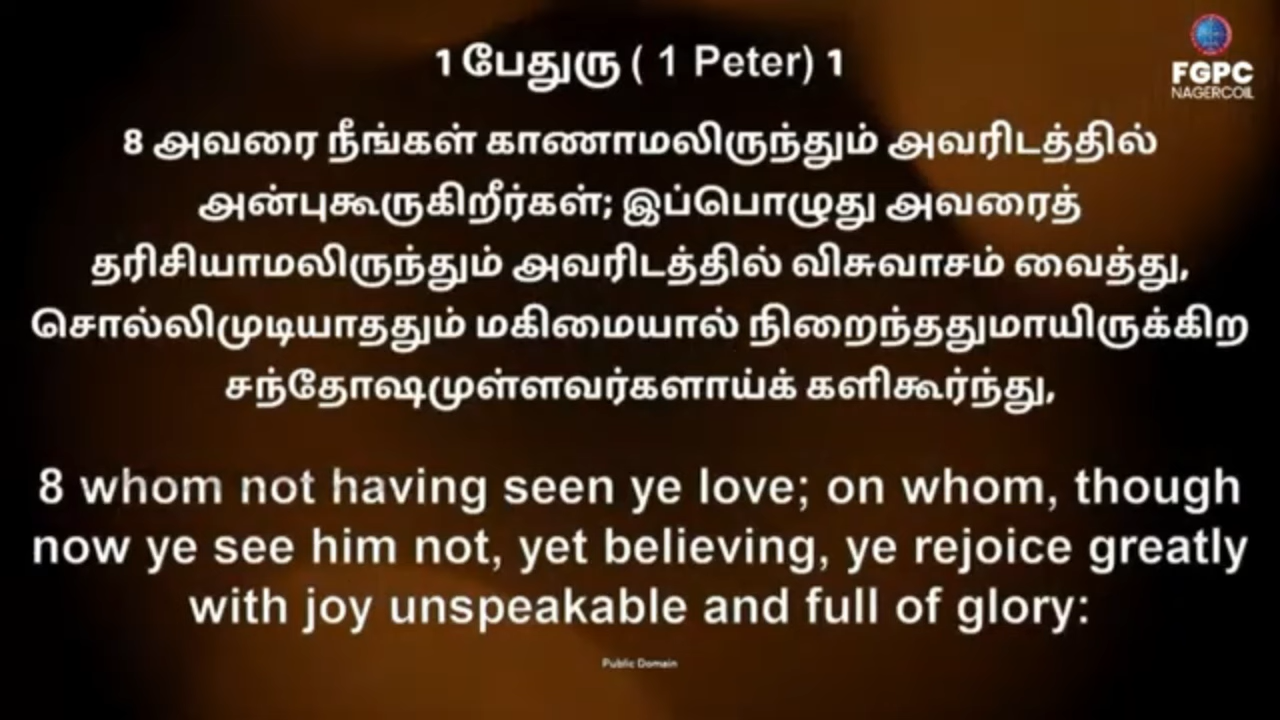 1 பேதுரு ( 1 Peter) 1
FGPC
NAGERCOIL
8 அவரை நீங்கள் காணாமலிருந்தும் அவரிடத்தில்
அன்புகூருகிறீர்கள்; இப்பொழுது அவரைத்
தரிசியாமலிருந்தும் அவரிடத்தில் விசுவாசம் வைத்து,
சொல்லிமுடியாததும் மகிமையால் நிறைந்ததுமாயிருக்கிற
சந்தோஷமுள்ளவர்களாய்க் களிகூர்ந்து,
8 whom not having seen ye love; on whom, though
now ye see him not, yet believing, ye rejoice greatly
with joy unspeakable and full of glory:
Public Domain